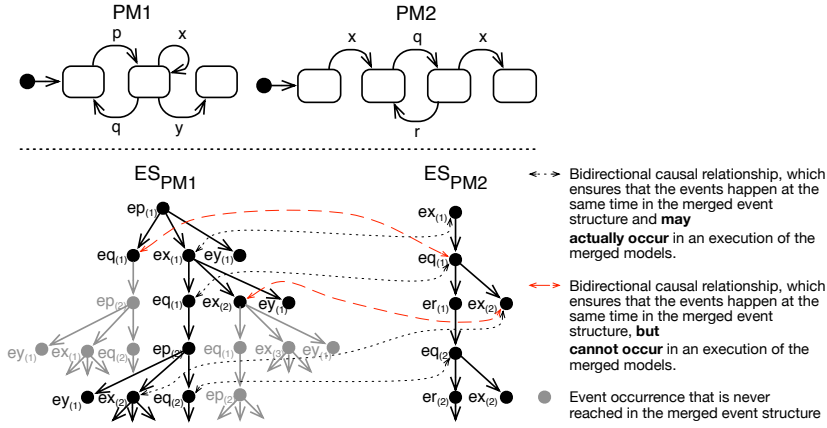 PM1
PM2
p
x
x
q
x
q
y
r
ES PM1
ES PM2
ep(1)
ex(1)
eq(1)
ex(1)
ey(1)
eq(1)
ep(2)
eq(1)
ex(2)
ey(1)
er(1)
ex(2)
ey(1)
ex(1)
eq(2)
ep(2)
eq(1)
ex(3)
ey(1)
eq(2)
ey(1)
ex(2)
eq(2)
ep(2)
er(2)
ex(2)
Bidirectional causal relationship, which
ensures that the events happen at the
same time in the merged event
structure and may
actually occur in an execution of the
merged models.
Bidirectional causal relationship, which
ensures that the events happen at the
same time in the merged event
structure, but
cannot occur in an execution of the
merged models.
Event occurrence that is never
reached in the merged event structure